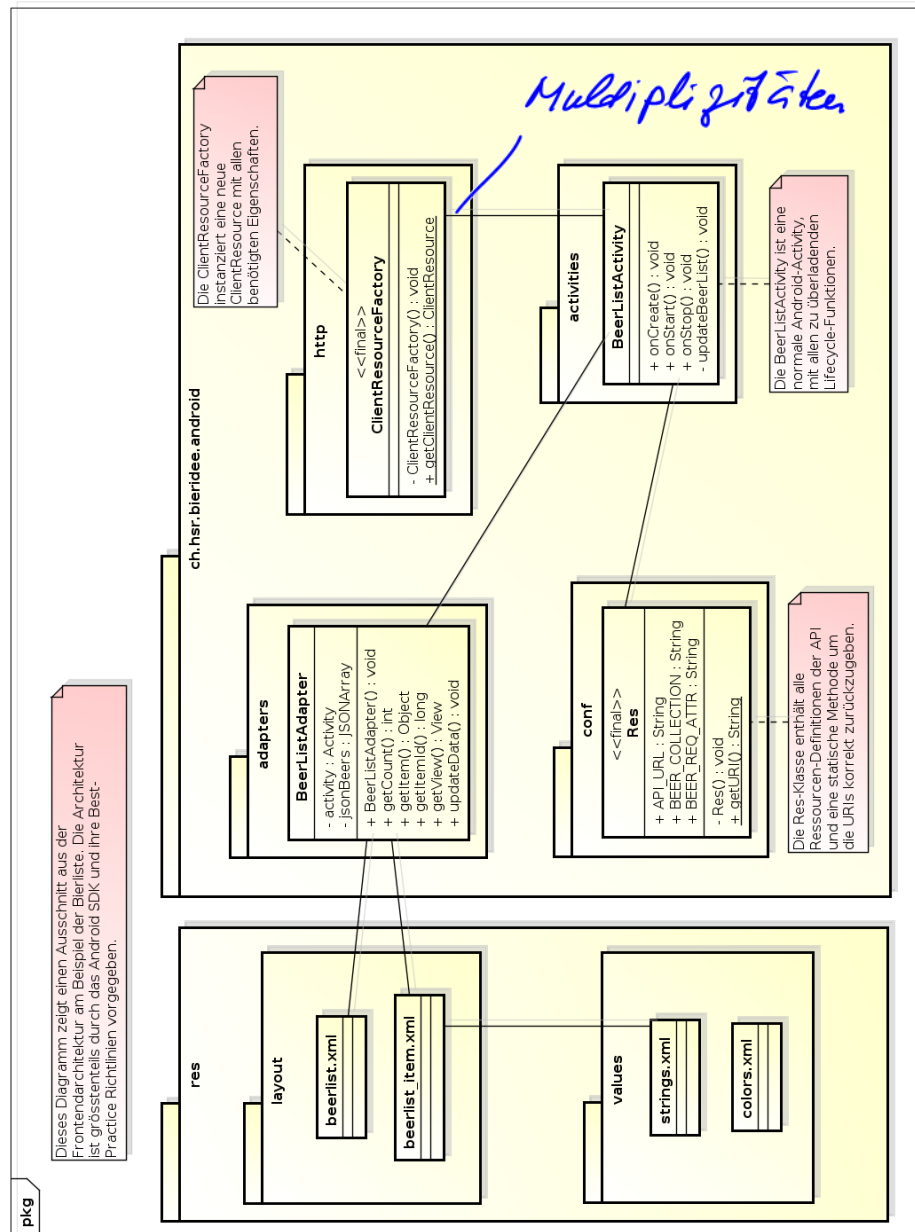 pkg
Dieses Diagramm zeigt einen Ausschnitt aus der
Frontendarchitektur am Beispiel der Bierliste. Die Architektur
ist grösstenteils durch das Android SDK und ihre Best-
Practice Richtlinien vorgegeben.
res
layout
beerlist.xml
beerlist_item.xml
values
strings.xml
colors.xml
ch.hsr.bieridee.android
adapters
BeerListAdapter
- activity : Activity
- jsonBeers : JSONArray
+ BeerListAdapter() : void
+ getCount() : int
+ getItem() : Object
+ getItemId() : long
+ getView() : View
+ updateData() : void
conf
<<final>>
Res
+ API_URL : String
+ BEER_COLLECTION : String
+ BEER_REQ_ATTR : String
- Res() : void
+ getURI() : String
Die Res-Klasse enthält alle
Ressourcen-Definitionen der API
und eine statische Methode um
die URIs korrekt zurückzugeben.
Die ClientResourceFactory
instanziert eine neue
ClientResource mit allen
benötigten Eigenschaften.
http
<<final>>
ClientResourceFactory
- ClientResourceFactory() : void
+ getClientResource() : ClientResource
Multiplizitäten
activities
BeerListActivity
+ onCreate() : void
+ onStart() : void
+ onStop() : void
- updateBeerList() : void
Die BeerListActivity ist eine
normale Android-Activity,
mit allen zu überladenden
Lifecycle-Funktionen.